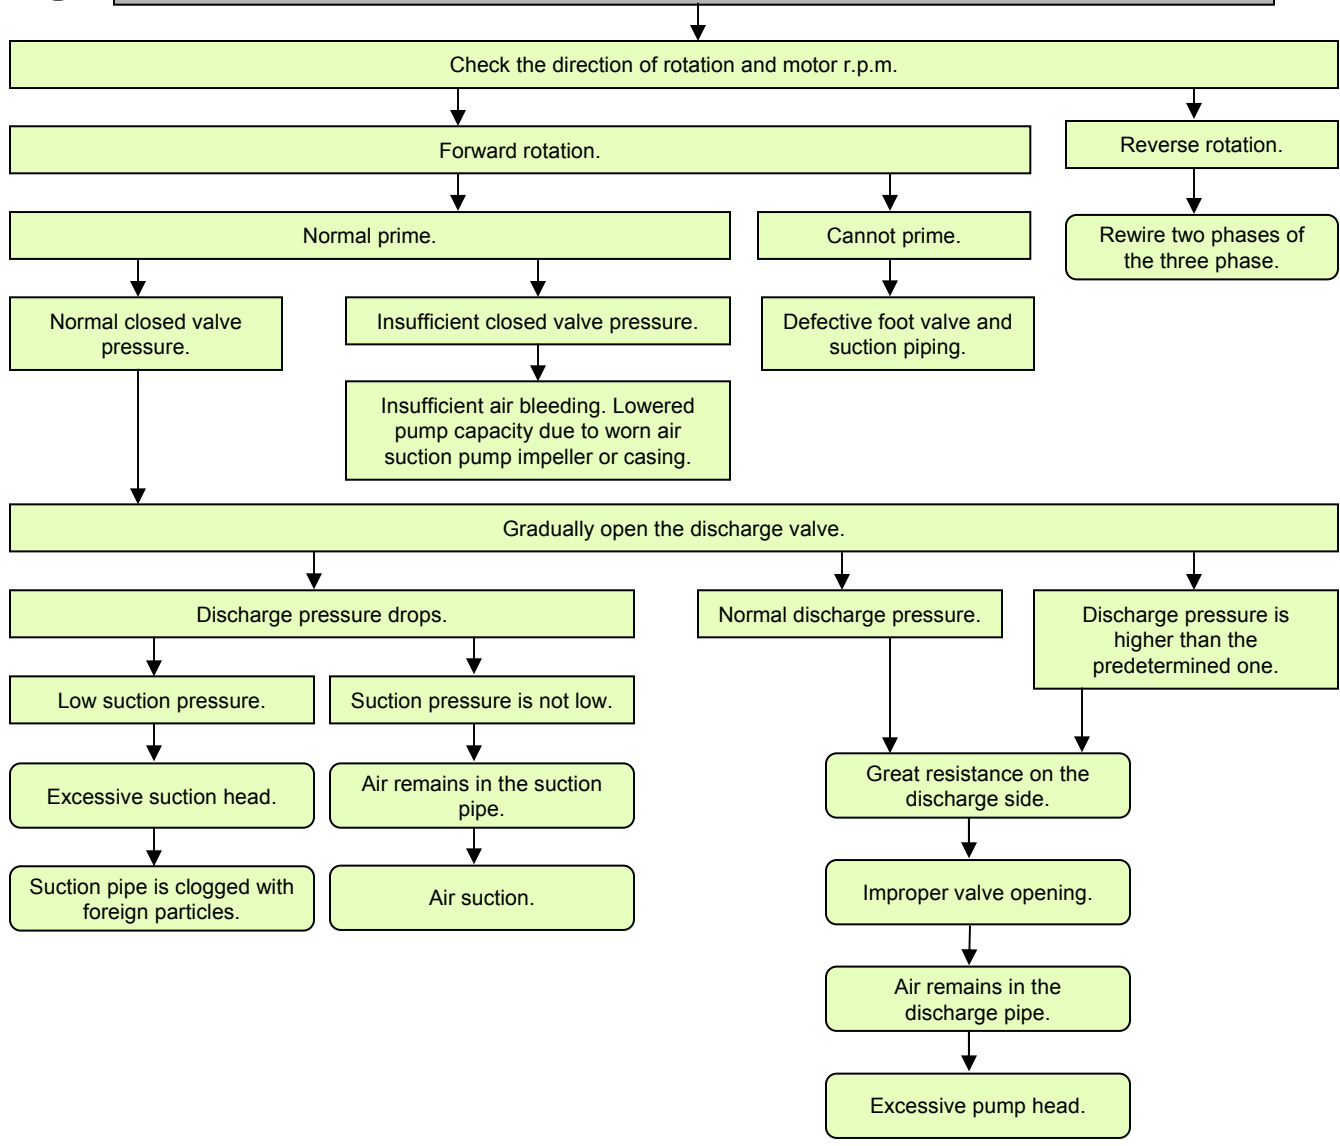 Check the direction of rotation and motor r.p.m.
Forward rotation.
Reverse rotation.
Normal prime.
Cannot prime.
Rewire two phases of
the three phase.
Normal closed valve
pressure.
Insufficient closed valve pressure.
Defective foot valve and
suction piping.
Insufficient air bleeding. Lowered
pump capacity due to worn air
suction pump impeller or casing.
Gradually open the discharge valve.
Discharge pressure drops.
Normal discharge pressure.
Discharge pressure is
higher than the
predetermined one.
Low suction pressure.
Suction pressure is not low.
Excessive suction head.
Air remains in the suction
pipe.
Great resistance on the
discharge side.
Suction pipe is clogged with
foreign particles.
Air suction.
Improper valve opening.
Air remains in the
discharge pipe.
Excessive pump head.